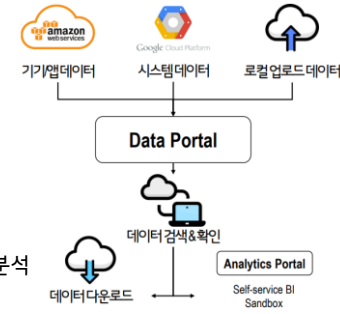 amazon
webservices
Google Cloud Platform
기기/앱 데이터
시스템 데이터
로컬 업로드 데이터
Data Portal
데이터 검색&확인
분석
데이터 다운로드
Analytics Portal
Self-service BI
Sandbox